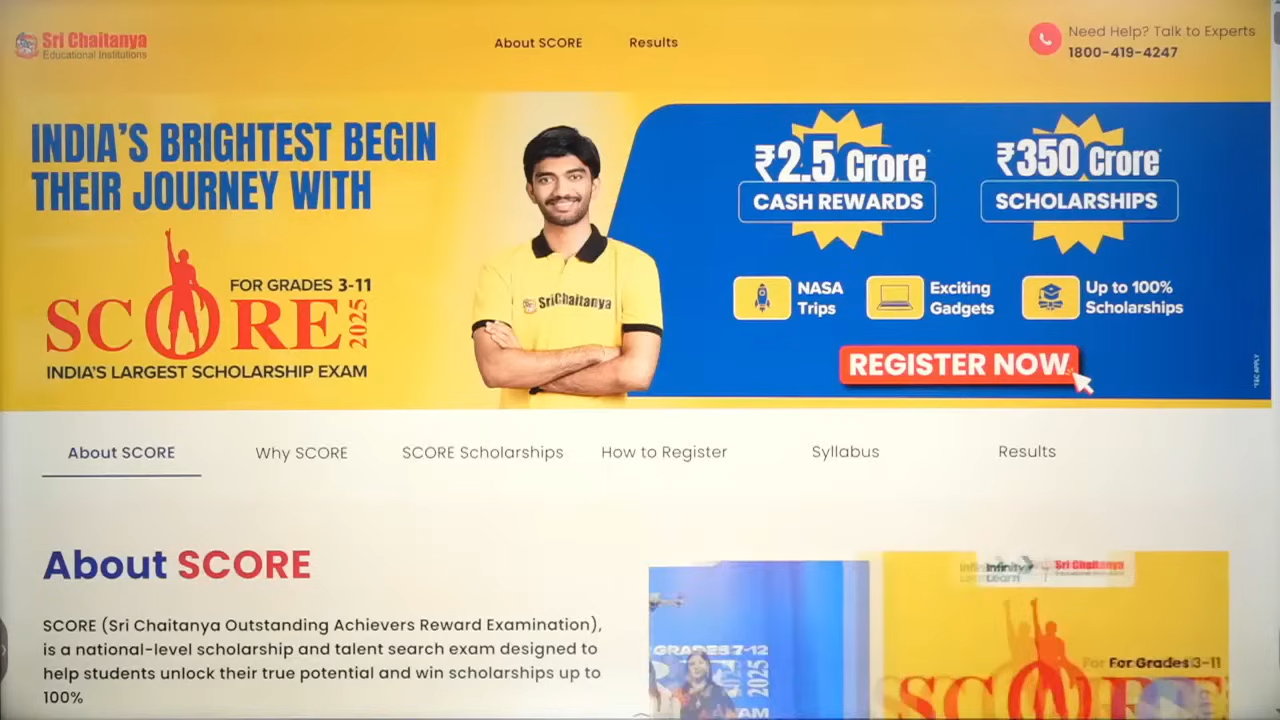 Sri Chaitanya
Educational Institutions
About SCORE
Results
Need Help? Talk to Experts
1800-419-4247
INDIA'S BRIGHTEST BEGIN
THEIR JOURNEY WITH
FOR GRADES 3-11
SCORE 2025
INDIA'S LARGEST SCHOLARSHIP EXAM
SriChaitanya
₹2.5 Crore*
CASH REWARDS
₹350 Crore*
SCHOLARSHIPS
NASA
Trips
Exciting
Gadgets
Up to 100%
Scholarships
REGISTER NOW
*T&C APPLY
About SCORE
Why SCORE
SCORE Scholarships
How to Register
Syllabus
Results
About SCORE
SCORE (Sri Chaitanya Outstanding Achievers Reward Examination),
is a national-level scholarship and talent search exam designed to
help students unlock their true potential and win scholarships up to
100%
GRADES 7-12
2025
Infinity
Learn
Sri Chaitanya
For Grades 3-11
SCORE